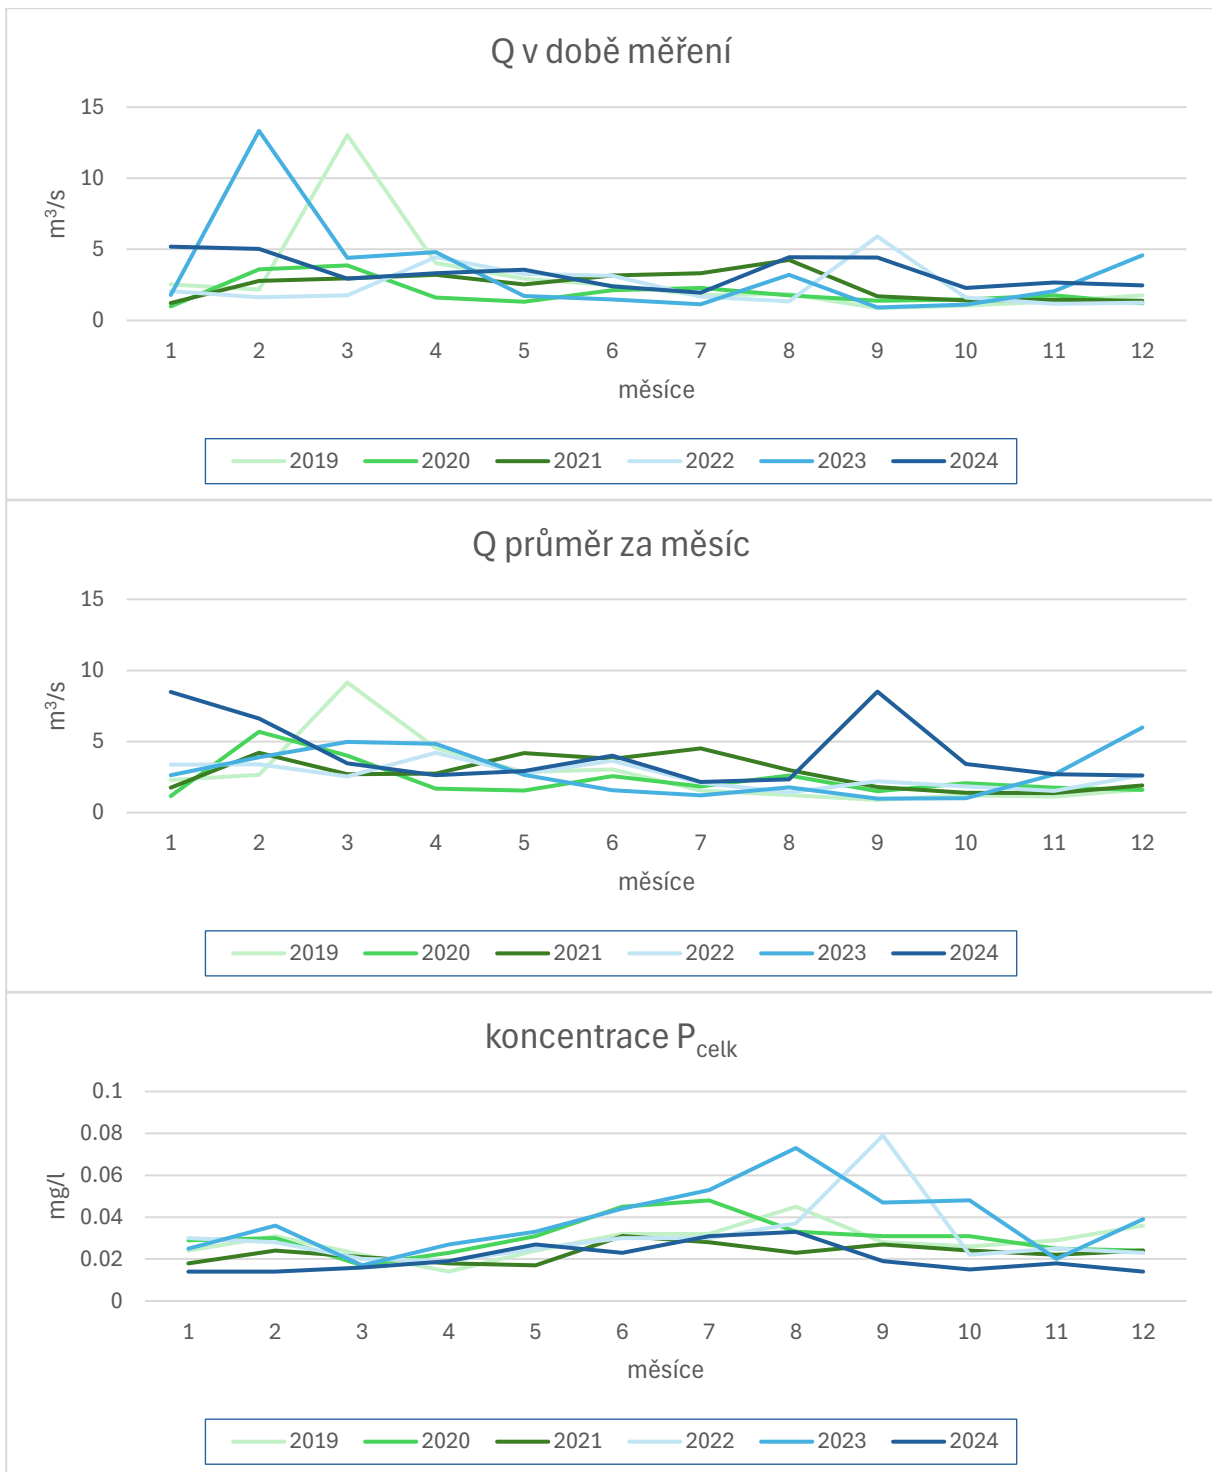 Q v době měření
15
10
5
0
m³/s
1 2 3 4 5 6 7 8 9 10 11 12
měsíce
2019 2020 2021 2022 2023 2024
Q průměr za měsíc
15
10
5
0
m³/s
1 2 3 4 5 6 7 8 9 10 11 12
měsíce
2019 2020 2021 2022 2023 2024
koncentrace P_celk
0.1
0.08
0.06
0.04
0.02
0
mg/l
1 2 3 4 5 6 7 8 9 10 11 12
měsíce
2019 2020 2021 2022 2023 2024